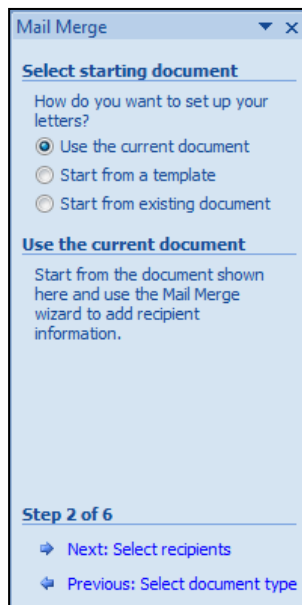 Mail Merge
Select starting document
How do you want to set up your
letters?
Use the current document
Start from a template
Start from existing document
Use the current document
Start from the document shown
here and use the Mail Merge
wizard to add recipient
information.
Step 2 of 6
Next: Select recipients
Previous: Select document type